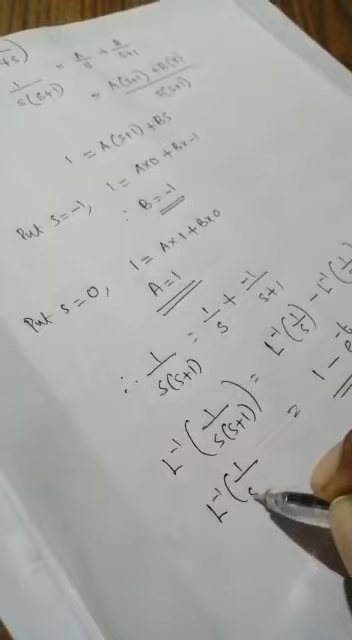 +s) = A/s + B/s+1
1/s(s+1) = A(s+1) + B(s)/s(s+1)
1 = A(s+1) + BS
Put s=-1, 1 = A×0 + B×-1
∴ B = -1
Put s=0, 1 = A×1 + B×0
A = 1
∴ 1/s(s+1) = 1/s + -1/s+1
L⁻¹(1/s(s+1)) = L⁻¹(1/s) - L⁻¹(1/
= 1 - e⁻ᵗ
L⁻¹(1/s